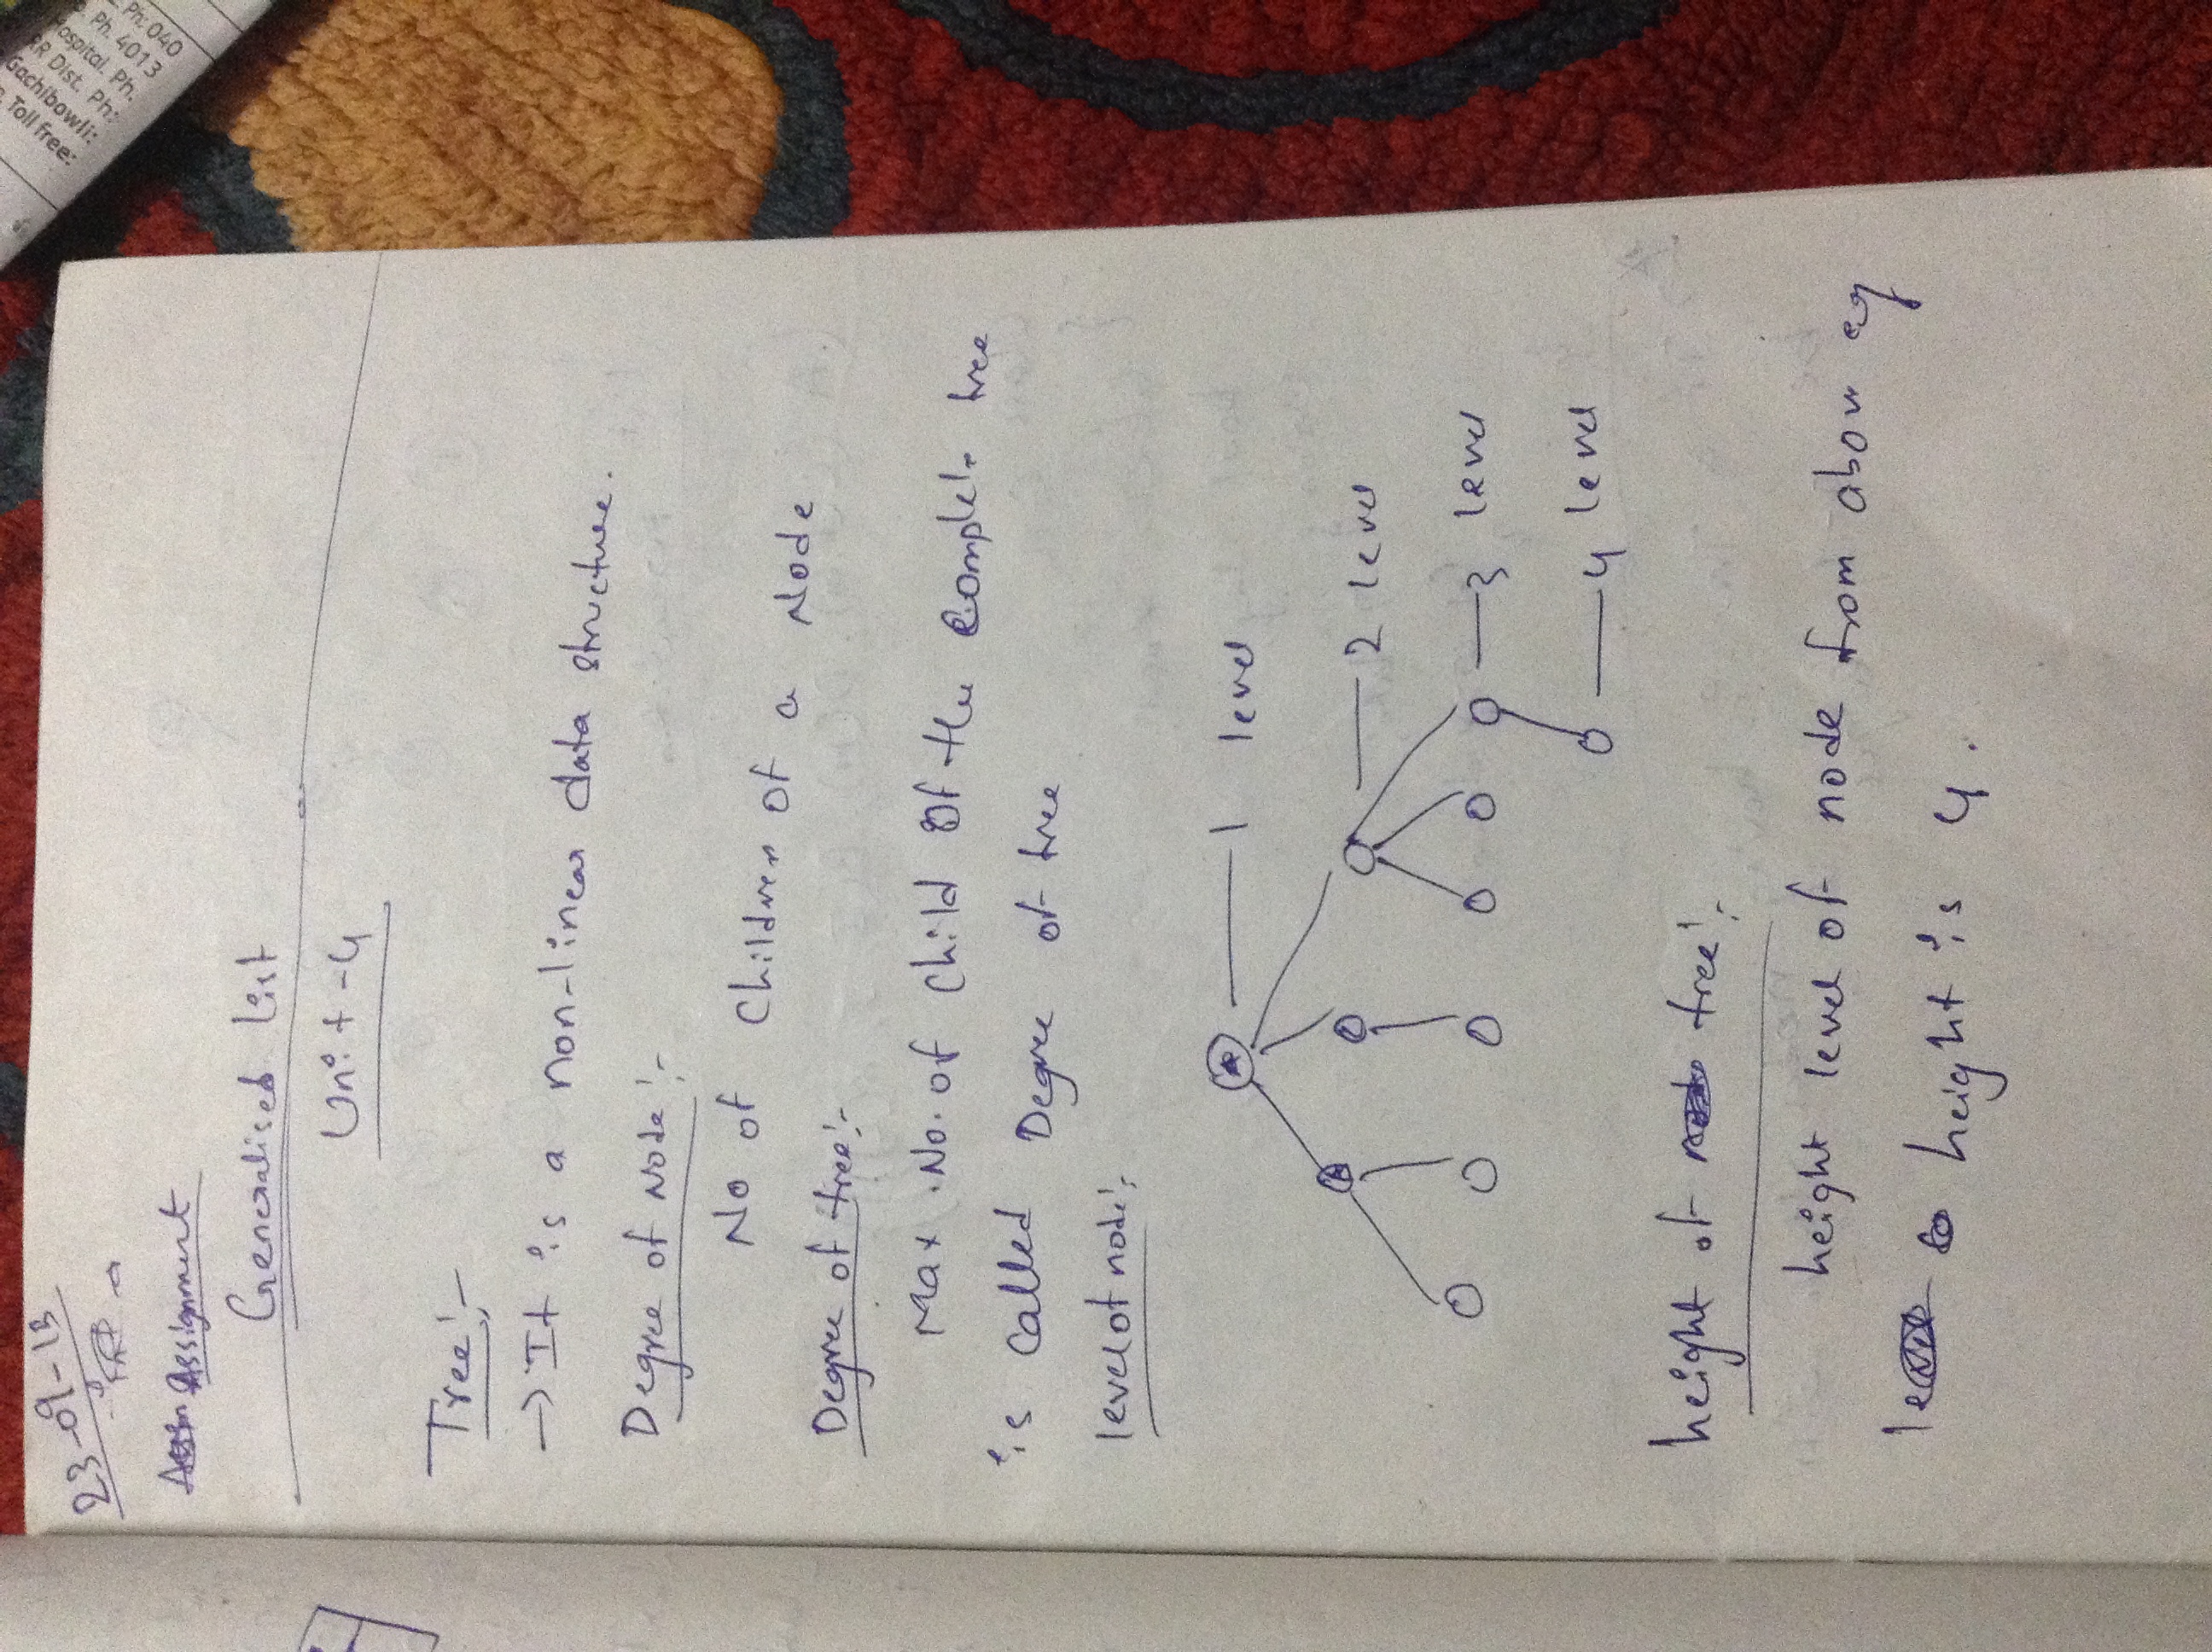 23-09-13
Assignment
Generalised List
Unit-4
Tree:-
→ It is a non-linear data structure.
Degree of Node:-
No of Children of a Node
Degree of tree:-
Max .No. of child Of the complete tree
is called Degree of tree
level of node:-
A 1 level
2 level
3 level
4 level
height of tree:-
height level of node from above eg
height is 4.
Ph: 040
Ph. 4013
Hospital, Ph.
RR Dist. Ph:
Gachibowli:
Toll free: